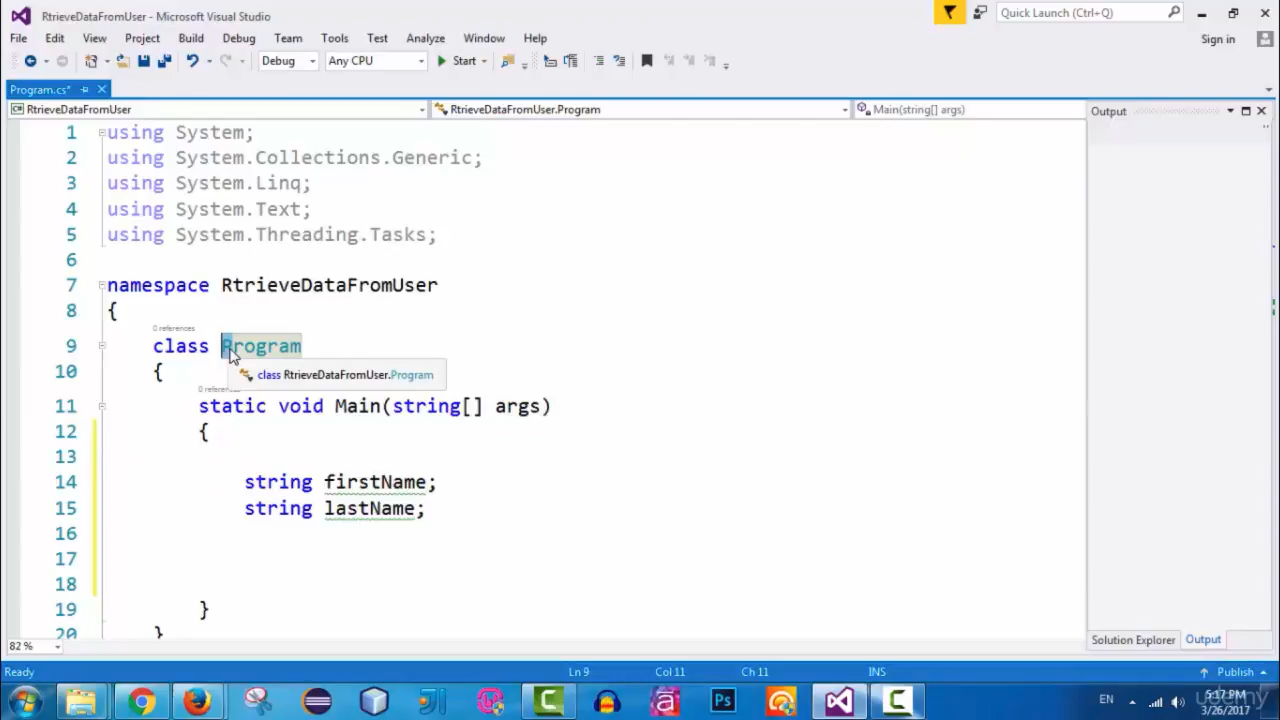 RtrieveDataFromUser - Microsoft Visual Studio
Quick Launch (Ctrl+Q)
File Edit View Project Build Debug Team Tools Test Analyze Window Help
Sign in
Debug Any CPU Start
Program.cs*
RtrieveDataFromUser RtrieveDataFromUser.Program Main(string[] args)
Output
1 using System;
2 using System.Collections.Generic;
3 using System.Linq;
4 using System.Text;
5 using System.Threading.Tasks;
6
7 namespace RtrieveDataFromUser
8 {
0 references
9 class Program
10 {
class RtrieveDataFromUser.Program
0 refere
11 static void Main(string[] args)
12 {
13
14 string firstName;
15 string lastName;
16
17
18
19 }
20 }
82 %
Solution Explorer Output
Ready Ln 9 Col 11 Ch 11 INS Publish
Ps
EN
5:17 PM
3/26/2017
udemy